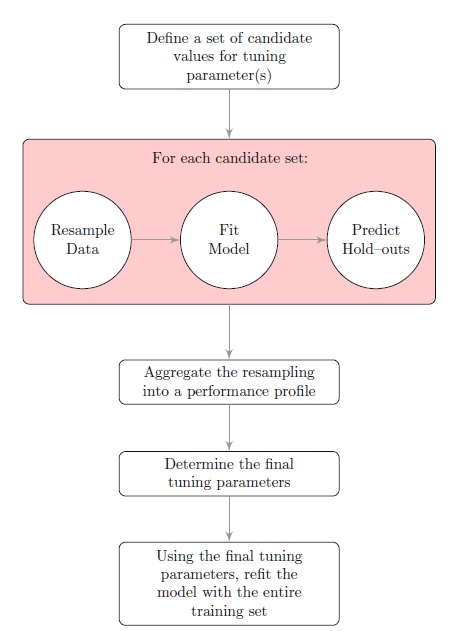 Define a set of candidate
values for tuning
parameter(s)
For each candidate set:
Resample
Data
Fit
Model
Predict
Hold–outs
Aggregate the resampling
into a performance profile
Determine the final
tuning parameters
Using the final tuning
parameters, refit the
model with the entire
training set